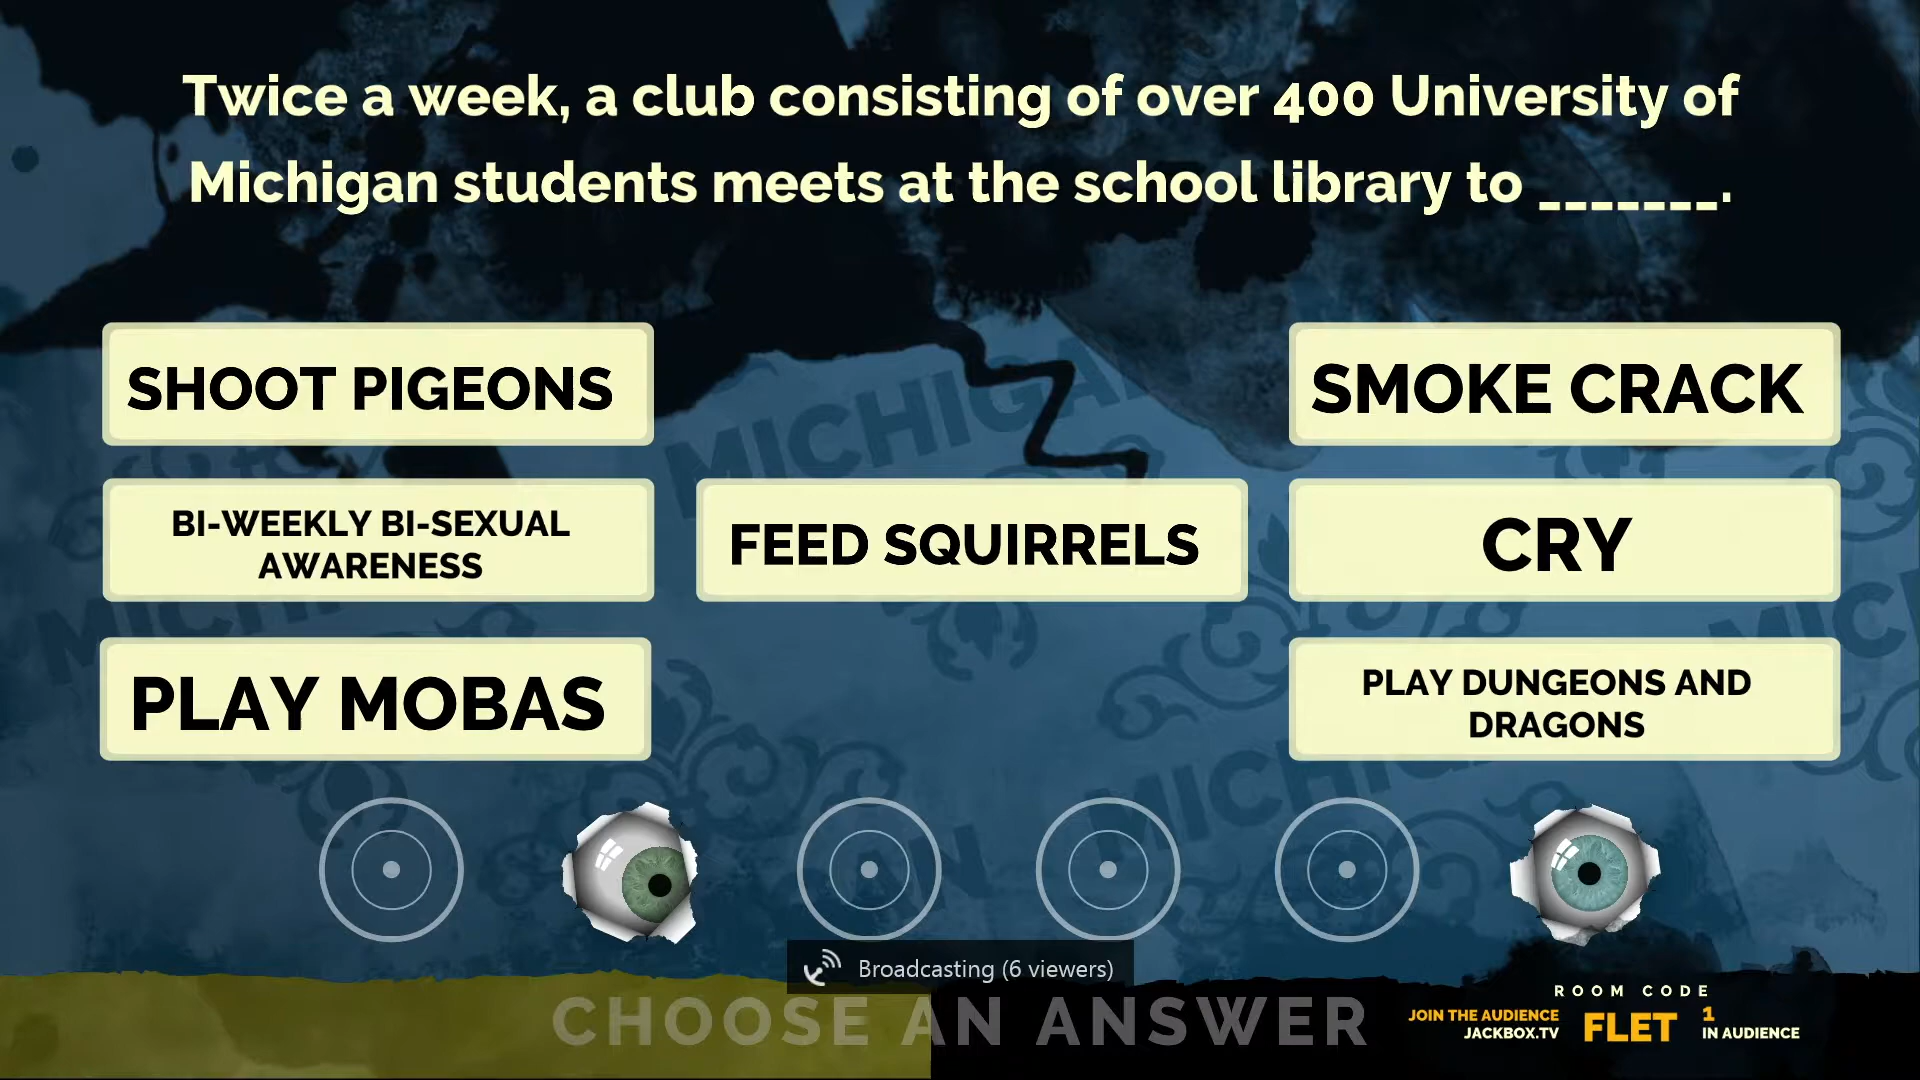 Twice a week, a club consisting of over 400 University of
Michigan students meets at the school library to _______.
SHOOT PIGEONS
SMOKE CRACK
BI-WEEKLY BI-SEXUAL
AWARENESS
FEED SQUIRRELS
CRY
PLAY MOBAS
PLAY DUNGEONS AND
DRAGONS
MICHIGAN
Broadcasting (6 viewers)
CHOOSE AN ANSWER
ROOM CODE
JOIN THE AUDIENCE
JACKBOX.TV
FLET
1
IN AUDIENCE